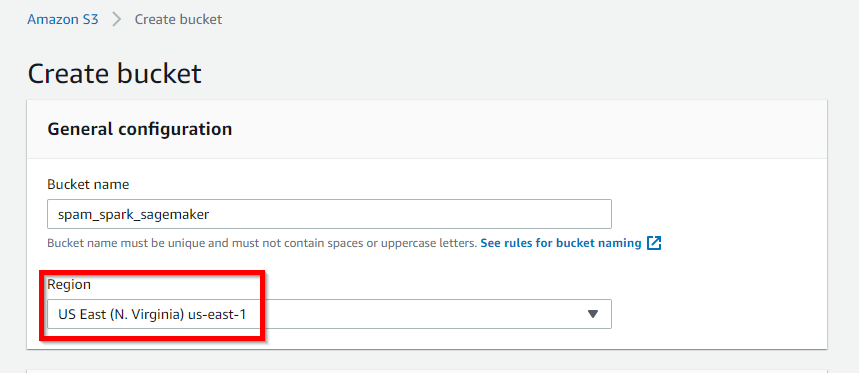 Amazon S3 > Create bucket
Create bucket
General configuration
Bucket name
spam_spark_sagemaker
Bucket name must be unique and must not contain spaces or uppercase letters. See rules for bucket naming
Region
US East (N. Virginia) us-east-1